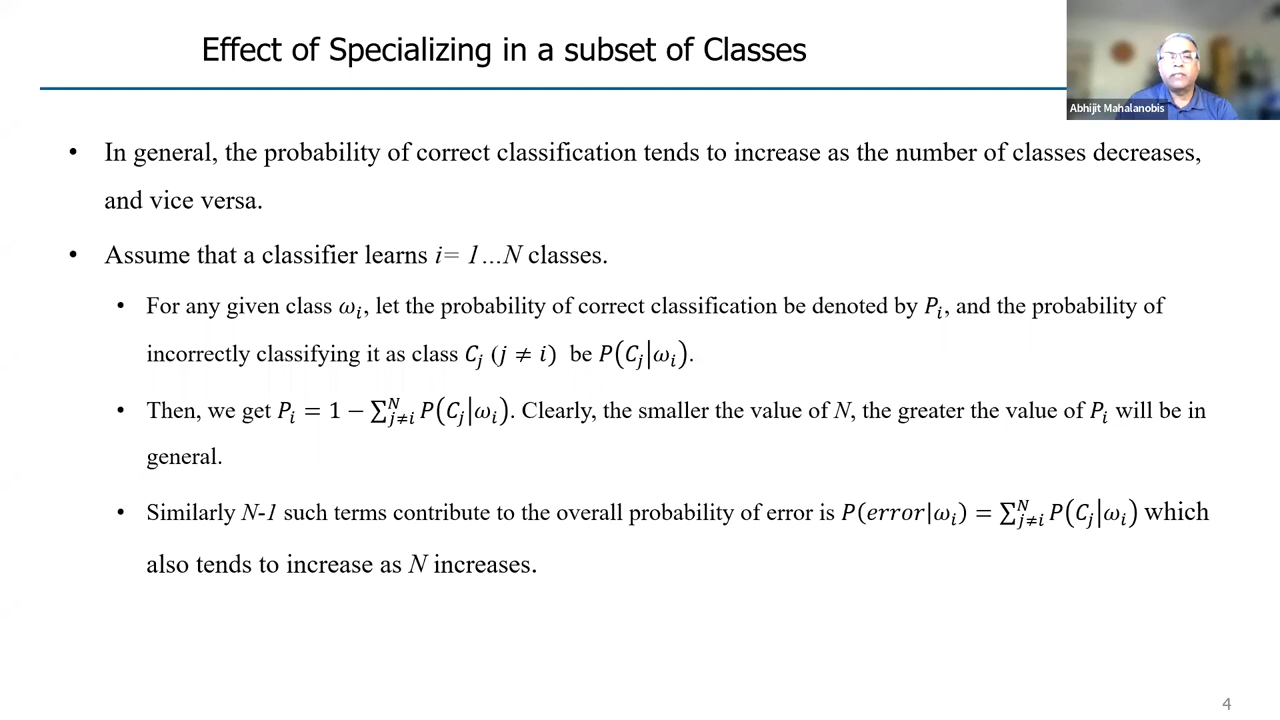 Effect of Specializing in a subset of Classes
Abhijit Mahalanobis
• In general, the probability of correct classification tends to increase as the number of classes decreases,
and vice versa.
• Assume that a classifier learns i= 1…N classes.
• For any given class ωᵢ, let the probability of correct classification be denoted by Pᵢ, and the probability of
incorrectly classifying it as class Cⱼ (j ≠ i) be P(Cⱼ|ωᵢ).
• Then, we get Pᵢ = 1 − ∑ᴺⱼ≠ᵢ P(Cⱼ|ωᵢ). Clearly, the smaller the value of N, the greater the value of Pᵢ will be in
general.
• Similarly N-1 such terms contribute to the overall probability of error is P(error|ωᵢ) = ∑ᴺⱼ≠ᵢ P(Cⱼ|ωᵢ) which
also tends to increase as N increases.
4